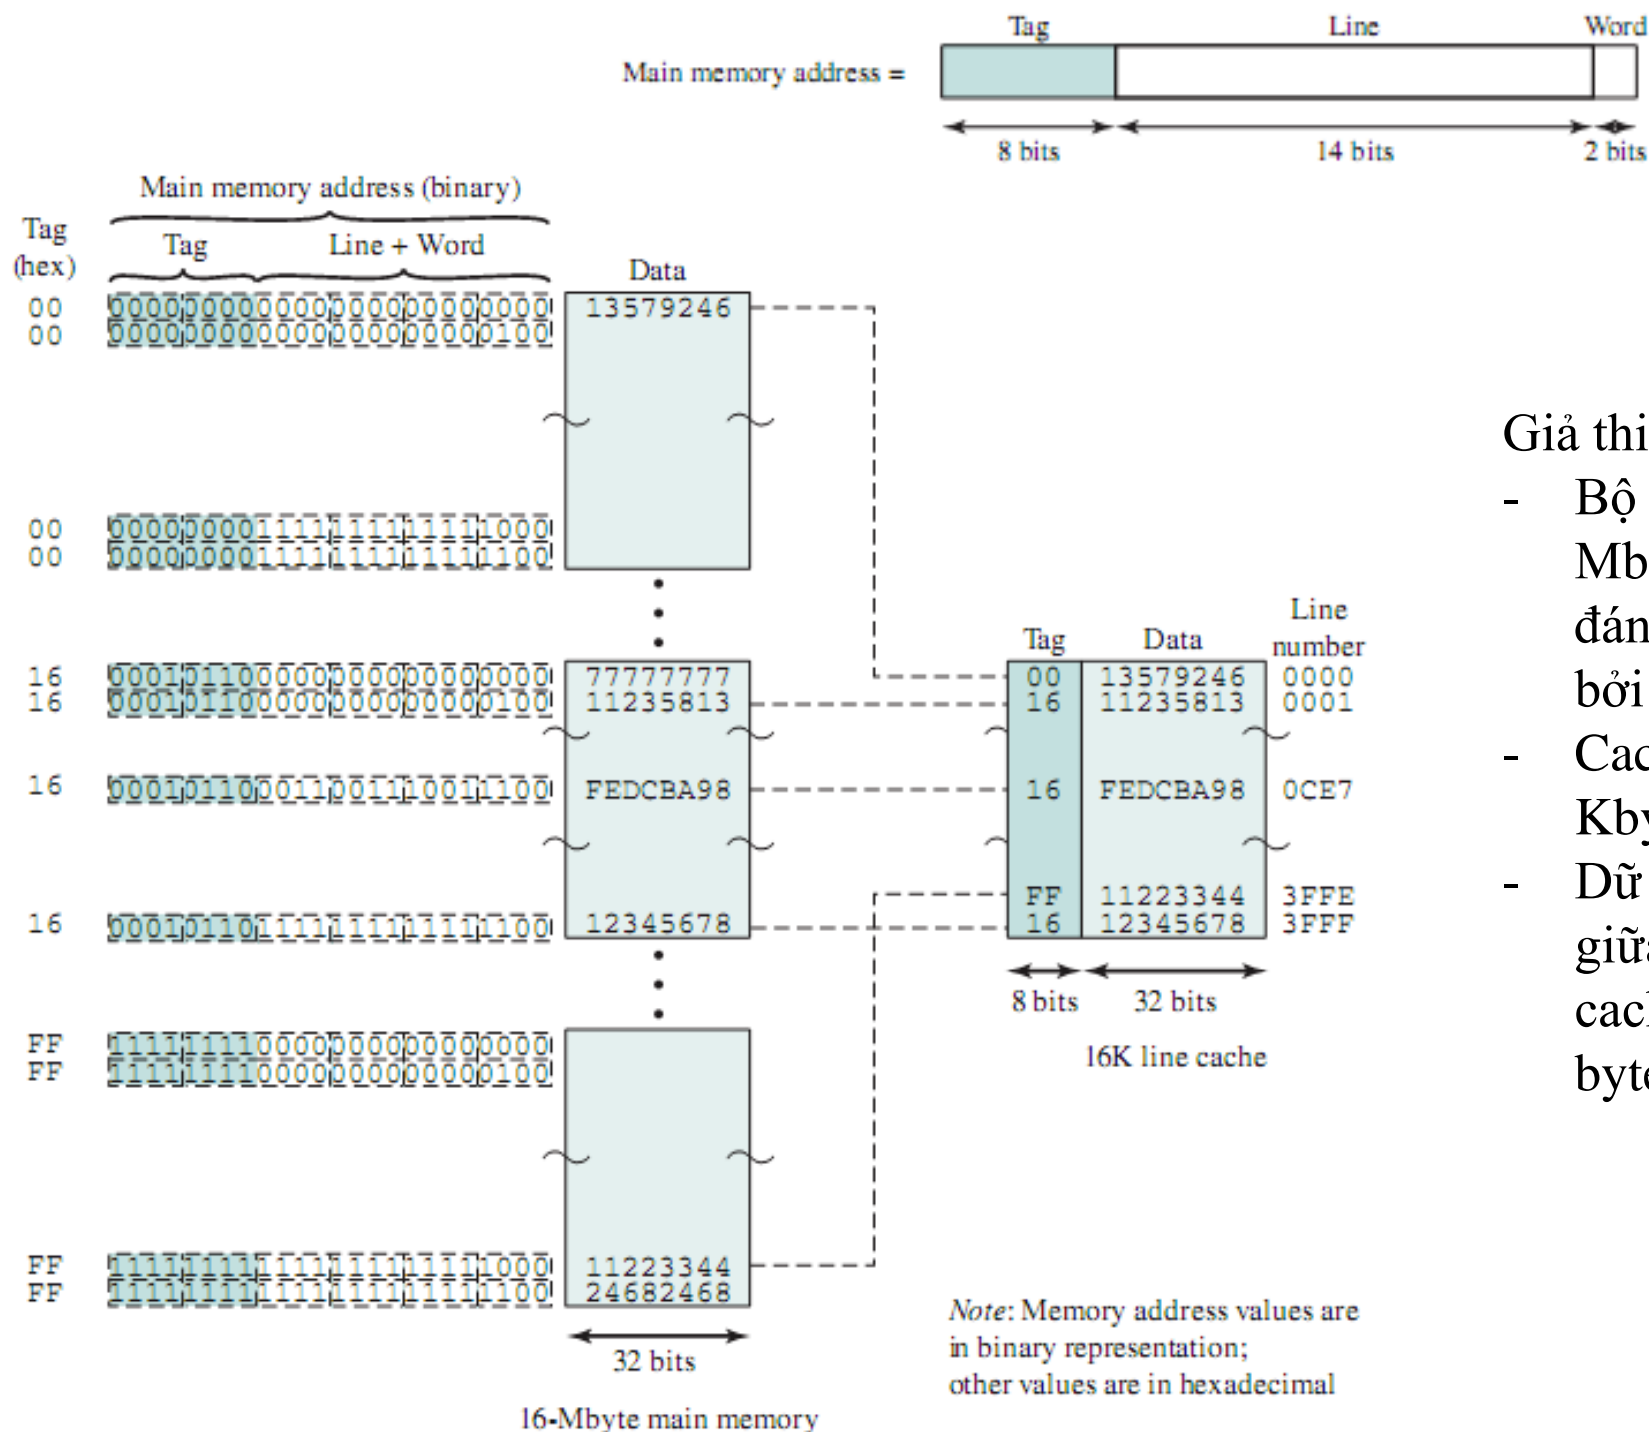 Tag Line Word
Main memory address =
8 bits 14 bits 2 bits
Main memory address (binary)
Tag
(hex)
Tag Line + Word
Data
00 000000000000000000000000 13579246
00 000000000000000000000100
00 000000001111111111111000
00 000000001111111111111100
16 000101100000000000000000 77777777
16 000101100000000000000100 11235813
16 000101100011001110011100 FEDCBA98
16 000101101111111111111100 12345678
FF 111111110000000000000000
FF 111111110000000000000100
FF 111111111111111111111000 11223344
FF 111111111111111111111100 24682468
32 bits
16-Mbyte main memory
Tag Data Line
number
00 13579246 0000
16 11235813 0001
16 FEDCBA98 0CE7
FF 11223344 3FFE
16 12345678 3FFF
8 bits 32 bits
16K line cache
Note: Memory address values are
in binary representation;
other values are in hexadecimal
Giả thi
- Bộ
Mb
đán
bởi
- Cac
Kby
- Dữ
giữa
cacl
byte